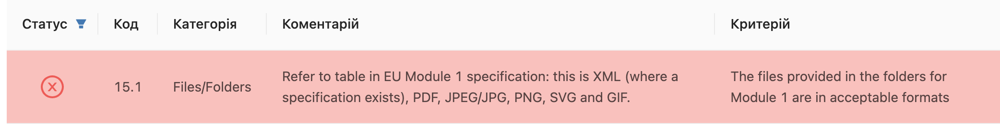 Статус Код Категорія Коментарій Критерій
15.1 Files/Folders
Refer to table in EU Module 1 specification: this is XML (where a
specification exists), PDF, JPEG/JPG, PNG, SVG and GIF.
The files provided in the folders for
Module 1 are in acceptable formats